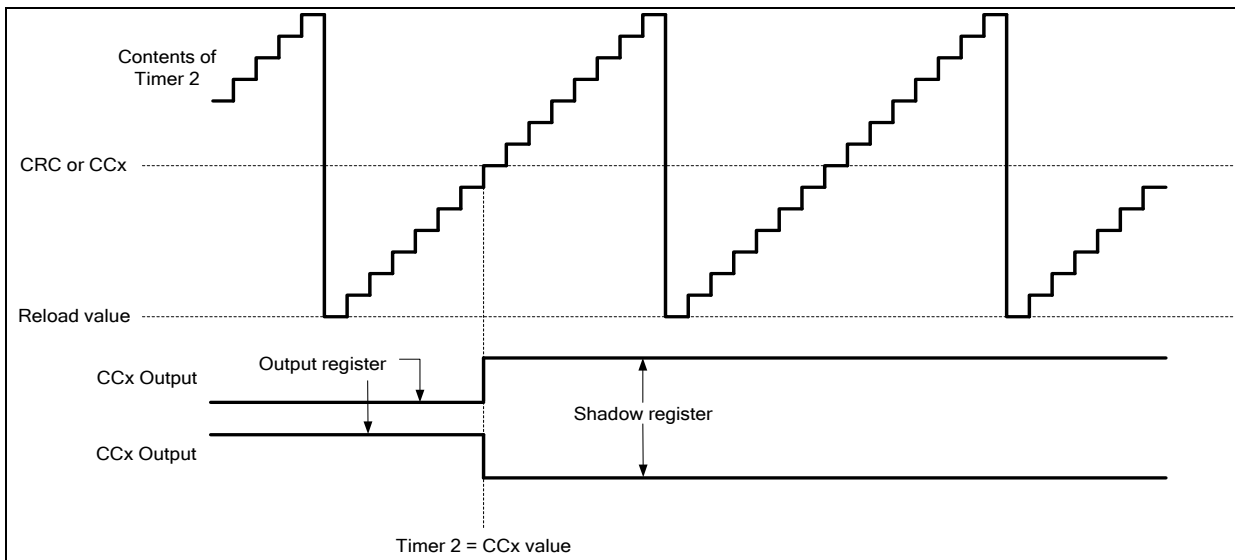 Contents of
Timer 2
CRC or CCx
Reload value
Output register
CCx Output
Shadow register
CCx Output
Timer 2 = CCx value